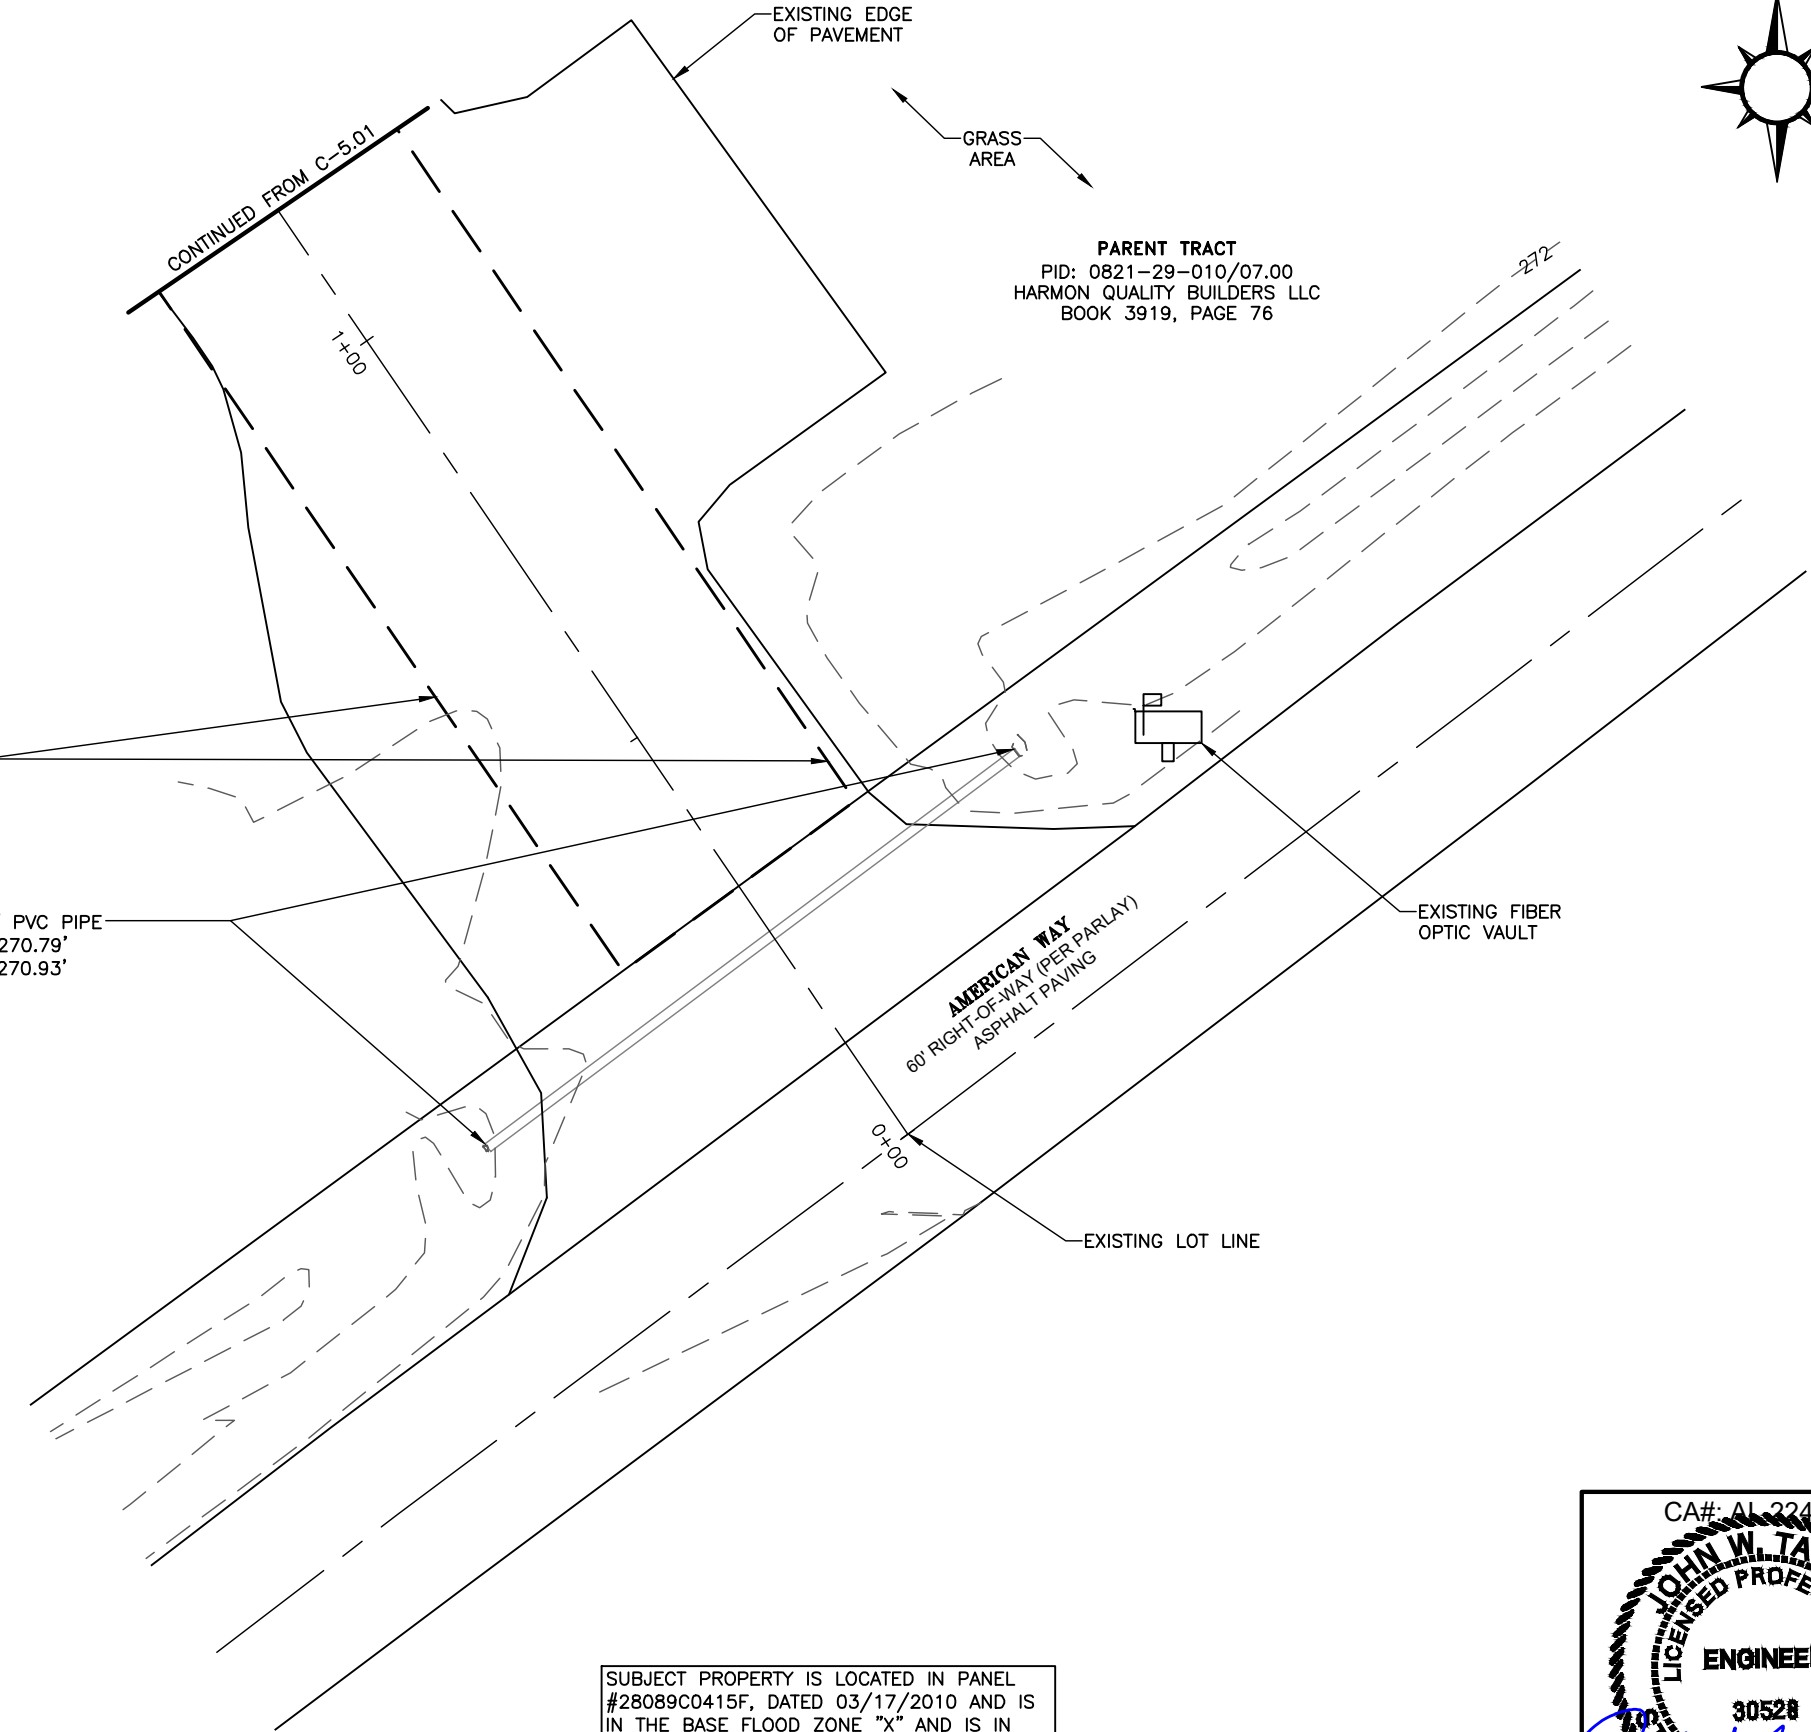 EXISTING EDGE
OF PAVEMENT
GRASS
AREA
CONTINUED FROM C-5.01
PARENT TRACT
PID: 0821-29-010/07.00
HARMON QUALITY BUILDERS LLC
BOOK 3919, PAGE 76
272
1+00
PVC PIPE
270.79'
270.93'
EXISTING FIBER
OPTIC VAULT
AMERICAN WAY
60' RIGHT-OF-WAY (PER PARLAY)
ASPHALT PAVING
0+00
EXISTING LOT LINE
SUBJECT PROPERTY IS LOCATED IN PANEL
#28089C0415F, DATED 03/17/2010 AND IS
IN THE BASE FLOOD ZONE "X" AND IS IN
CA#: AL-224
JOHN W. TA
LICENSED PROFE
ENGINEE
30528